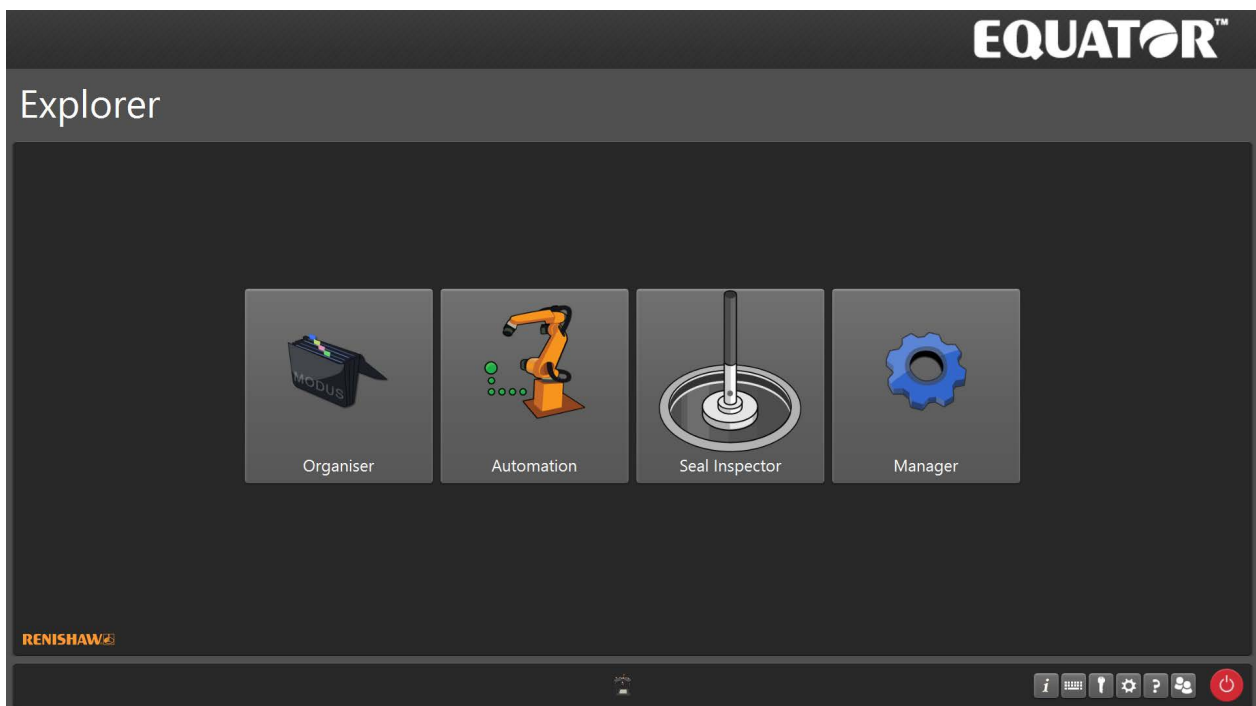 EQUATOR™
Explorer
MODUS
Organiser
Automation
Seal Inspector
Manager
RENISHAW
i
?